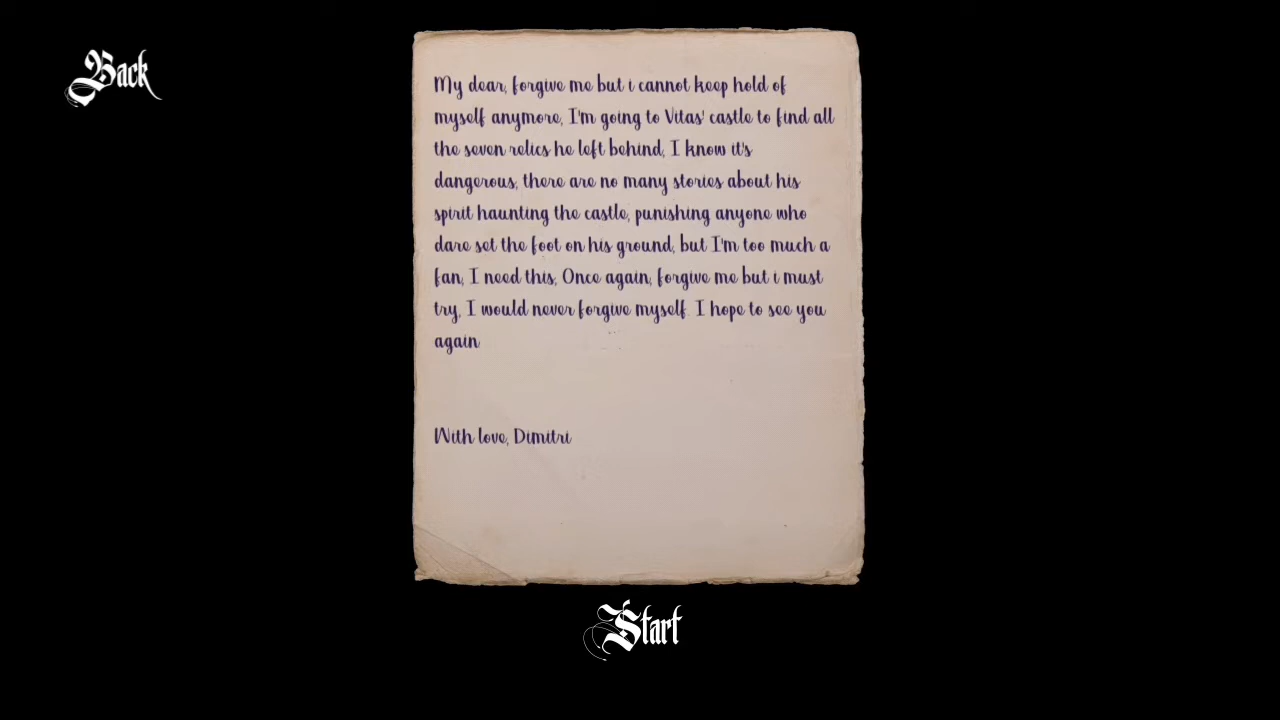 Back
My dear, forgive me but i cannot keep hold of
myself anymore, I'm going to Vitas' castle to find all
the seven relics he left behind, I know it's
dangerous, there are no many stories about his
spirit haunting the castle, punishing anyone who
dare set the foot on his ground, but I'm too much a
fan, I need this, Once again, forgive me but i must
try, I would never forgive myself. I hope to see you
again
With love, Dimitri
Start